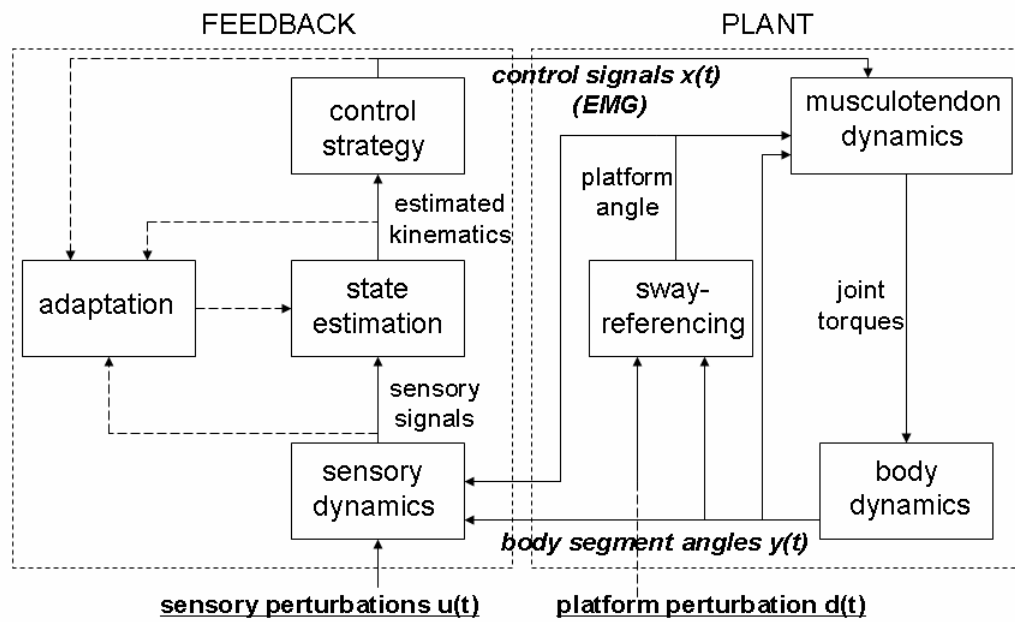 FEEDBACK
PLANT
control signals x(t)
(EMG)
control
strategy
musculotendon
dynamics
platform
angle
estimated
kinematics
adaptation
state
estimation
sway-
referencing
joint
torques
sensory
signals
sensory
dynamics
body
dynamics
body segment angles y(t)
sensory perturbations u(t)
platform perturbation d(t)